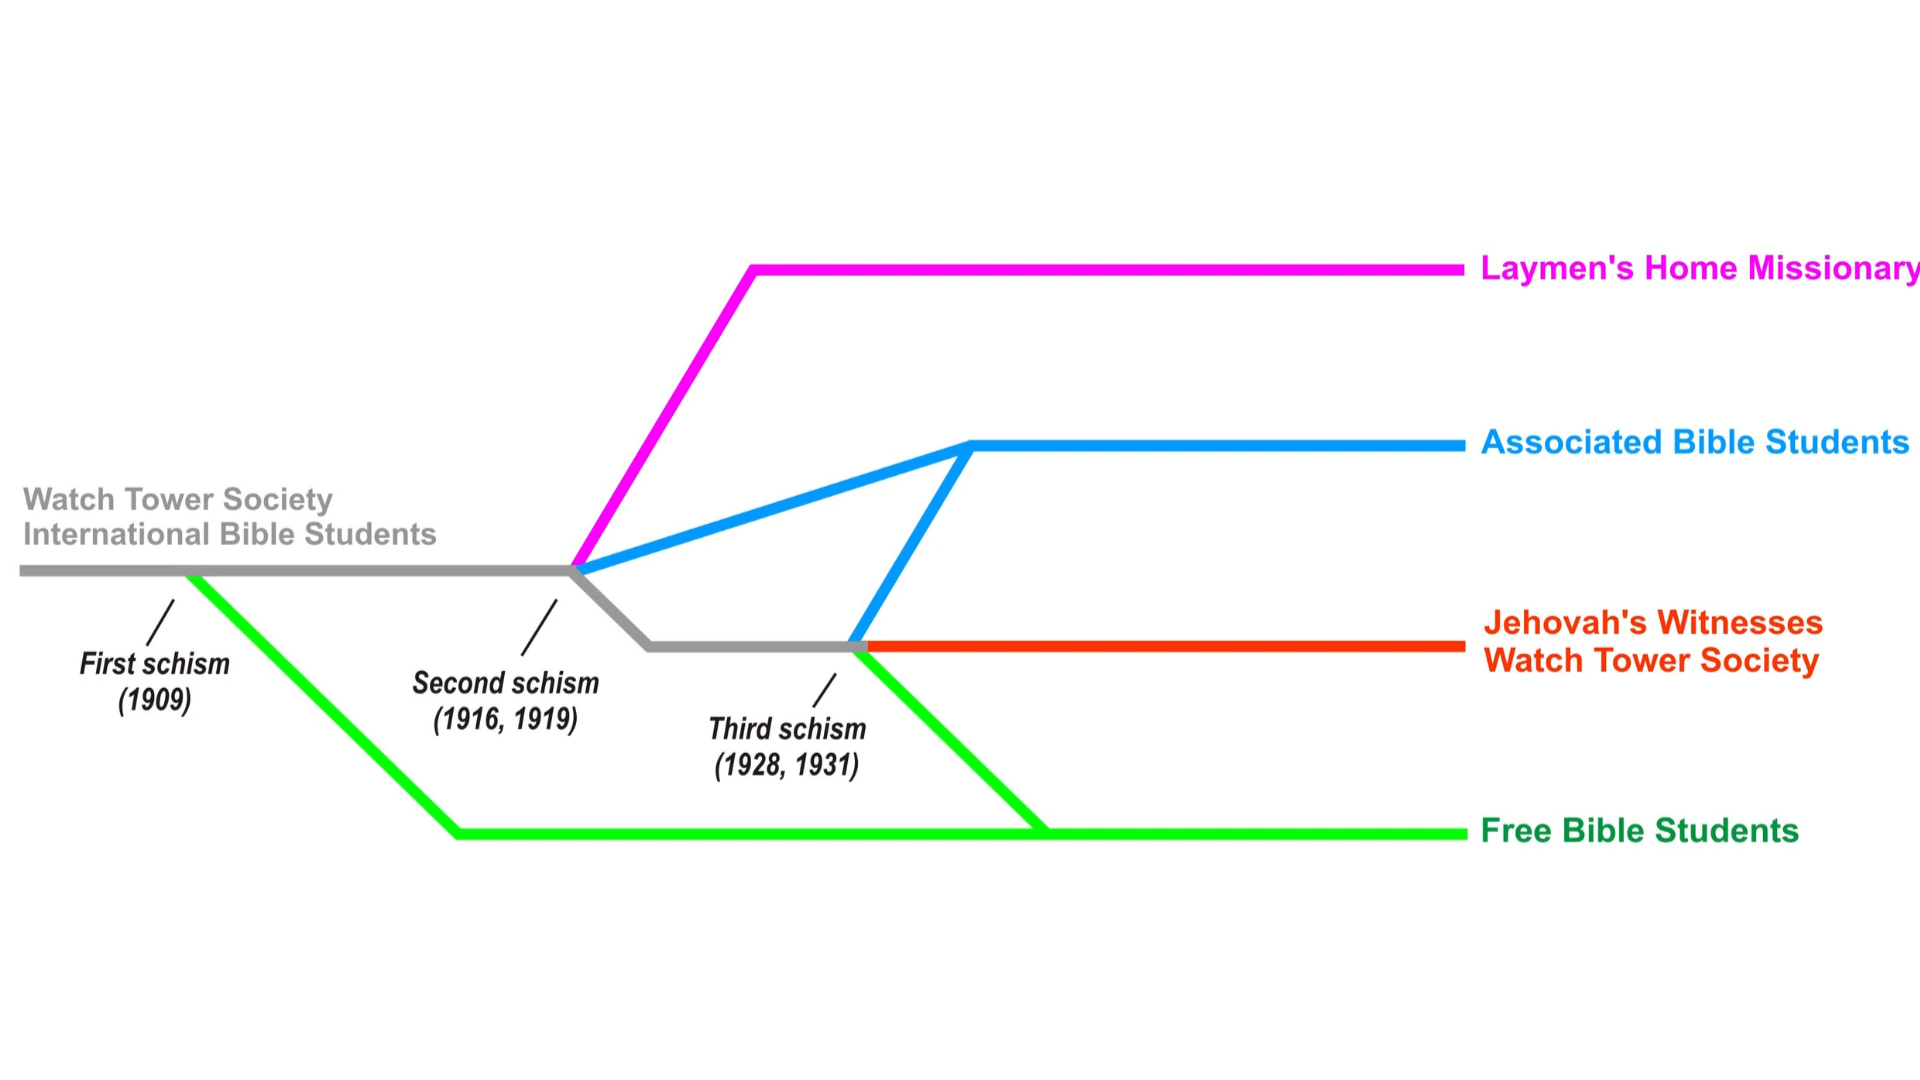 Laymen's Home Missionary
Associated Bible Students
Watch Tower Society
International Bible Students
First schism
(1909)
Second schism
(1916, 1919)
Third schism
(1928, 1931)
Jehovah's Witnesses
Watch Tower Society
Free Bible Students